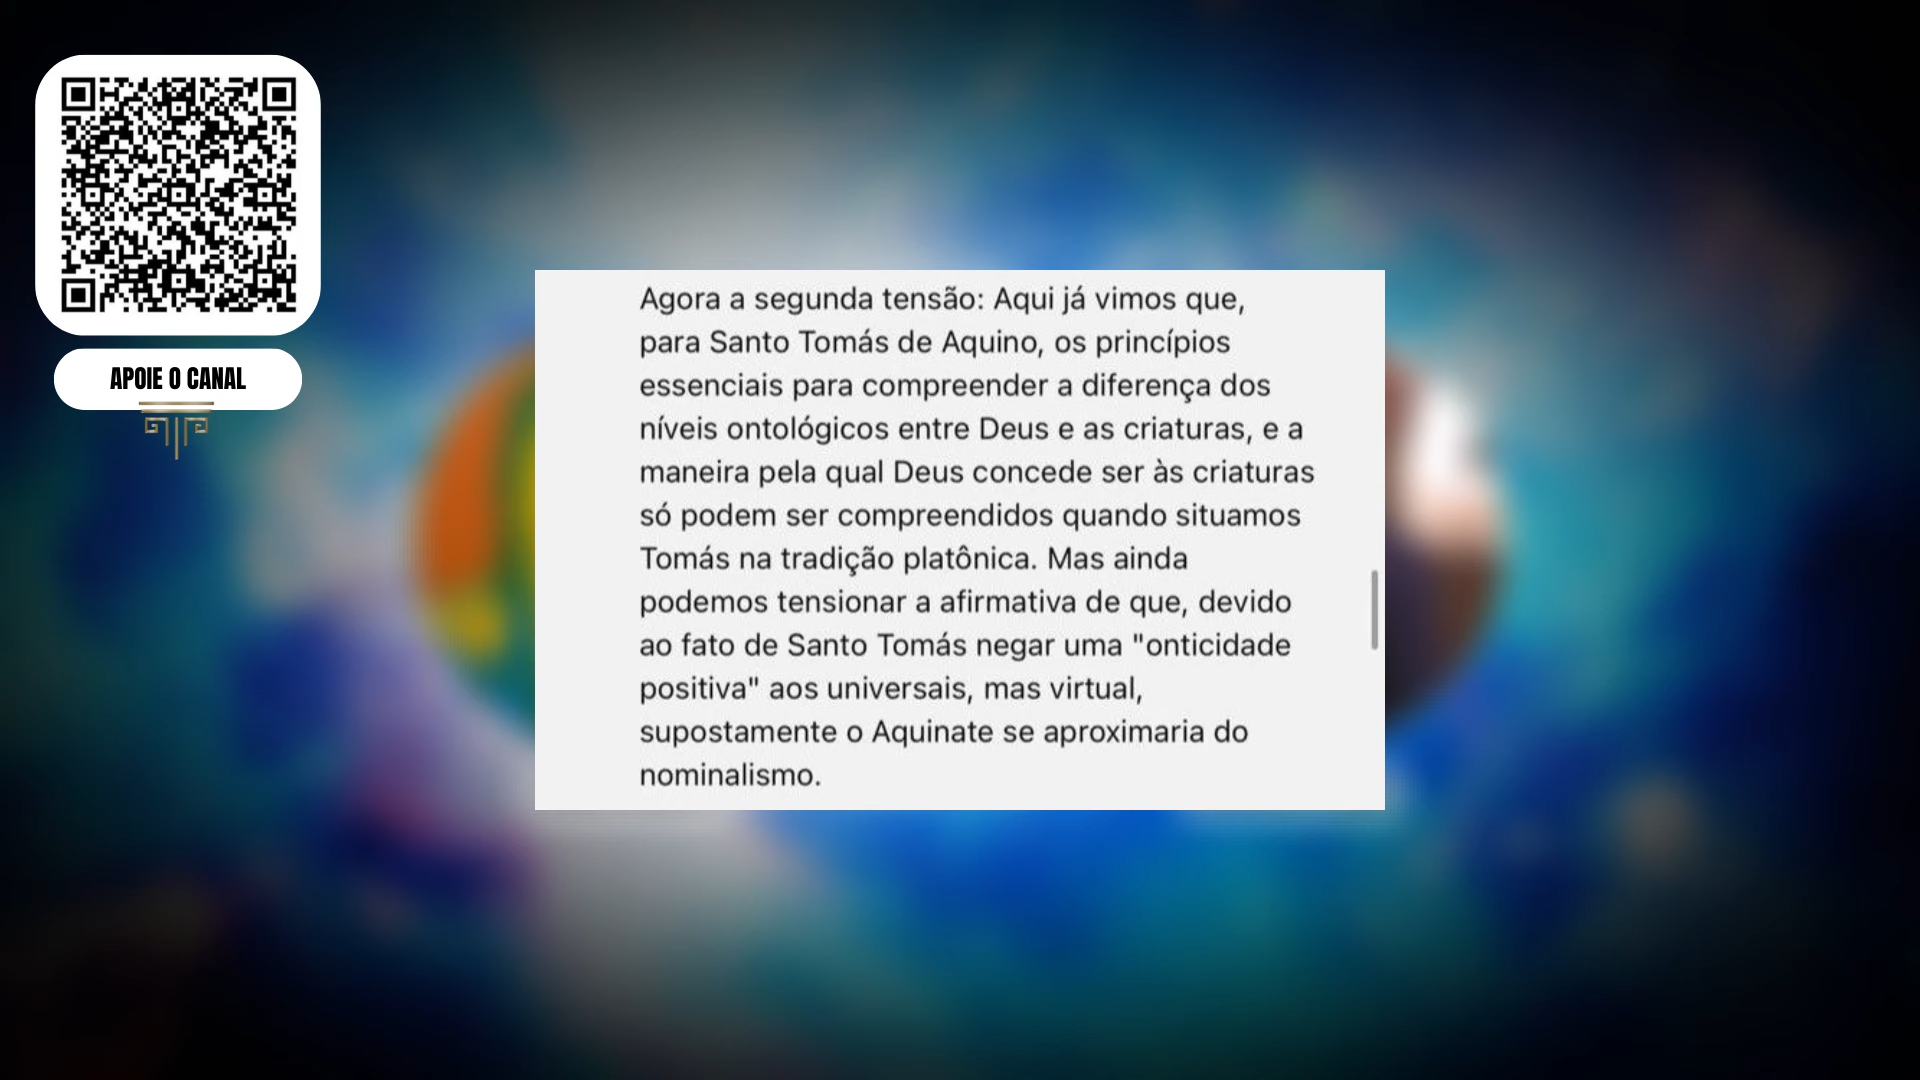 APOIE O CANAL
Agora a segunda tensão: Aqui já vimos que,
para Santo Tomás de Aquino, os princípios
essenciais para compreender a diferença dos
níveis ontológicos entre Deus e as criaturas, e a
maneira pela qual Deus concede ser às criaturas
só podem ser compreendidos quando situamos
Tomás na tradição platônica. Mas ainda
podemos tensionar a afirmativa de que, devido
ao fato de Santo Tomás negar uma "onticidade
positiva" aos universais, mas virtual,
supostamente o Aquinate se aproximaria do
nominalismo.